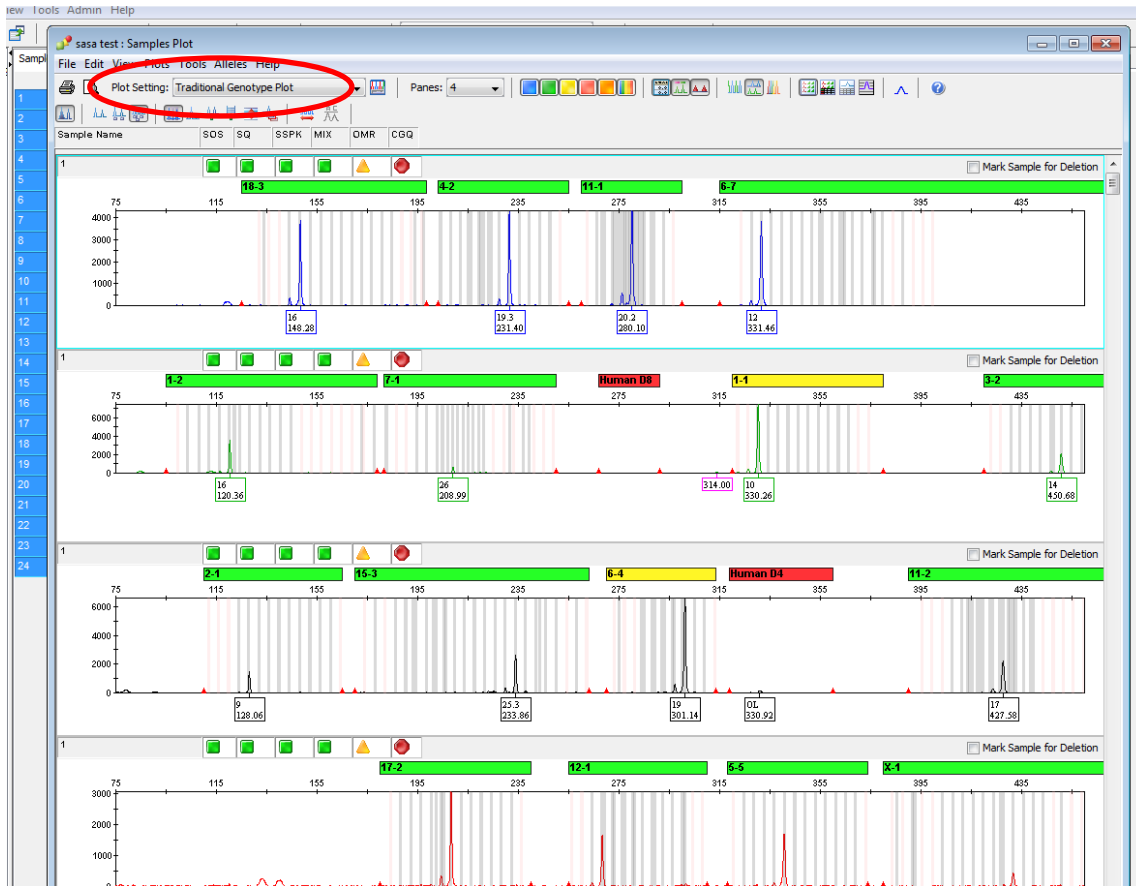 iew Tools Admin Help
sasa test : Samples Plot
Sampl
File Edit View Plots Tools Alleles Help
Plot Setting: Traditional Genotype Plot Panes: 4
Sample Name SOS SQ SSPK MIX OMR CGQ
1
2
3
4
5
6
7
8
9
10
11
12
13
14
15
16
17
18
19
20
21
22
23
24
1 Mark Sample for Deletion
18-3 4-2 11-1 6-7
75 115 155 195 235 275 315 355 395 435
4000
3000
2000
1000
0
16 19.3 20.2 12
148.28 231.40 280.10 331.46
1 Mark Sample for Deletion
1-2 7-1 Human D8 1-1 3-2
75 115 155 195 235 275 315 355 395 435
6000
4000
2000
0
16 26 314.00 10 14
120.36 208.99 330.26 450.68
1 Mark Sample for Deletion
2-1 15-3 6-4 Human D4 11-2
75 115 155 195 235 275 315 355 395 435
6000
4000
2000
0
9 25.3 19 OL 17
128.06 233.86 301.14 330.92 427.58
1 Mark Sample for Deletion
17-2 12-1 5-5 X-1
75 115 155 195 235 275 315 355 395 435
3000
2000
1000